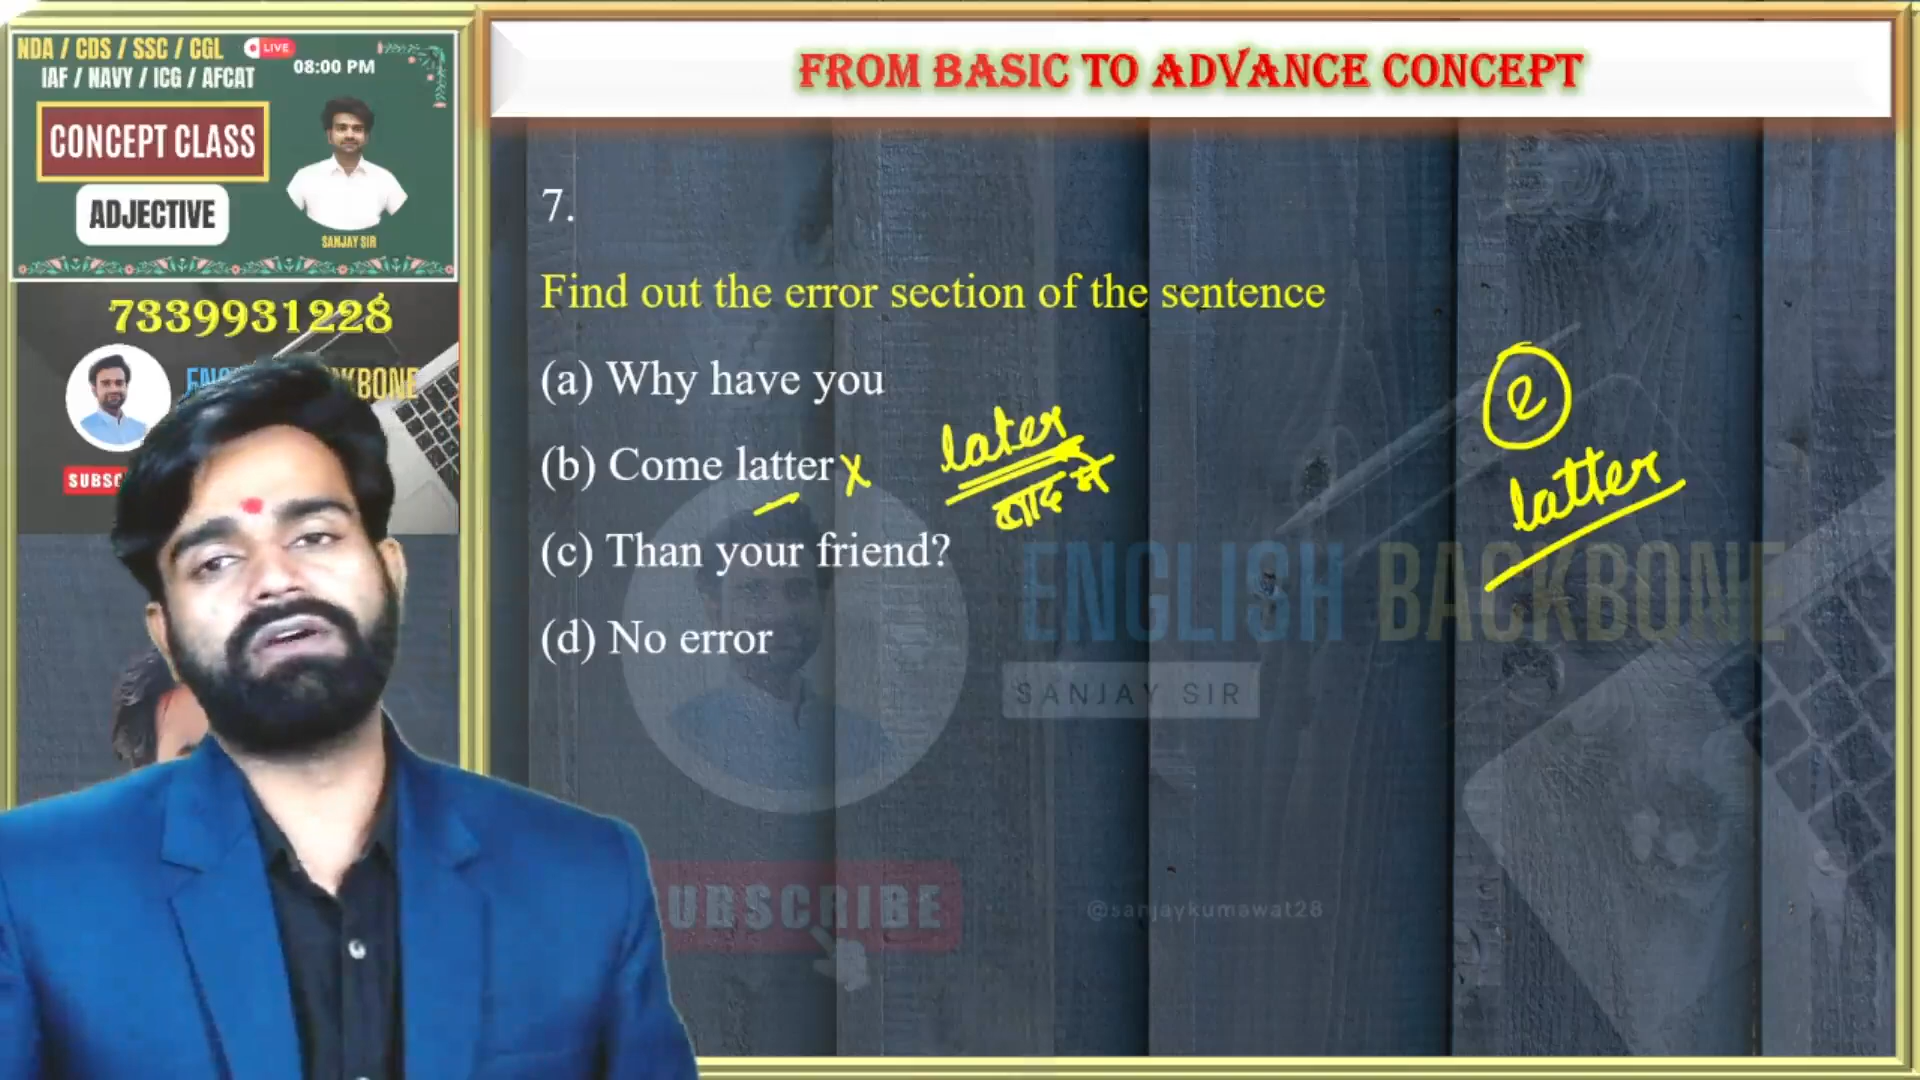 NDA / CDS / SSC / CGL
LIVE
IAF / NAVY / ICG / AFCAT
08:00 PM
CONCEPT CLASS
ADJECTIVE
SANJAY SIR
7339931228
SUBSC
FROM BASIC TO ADVANCE CONCEPT
7.
Find out the error section of the sentence
(a) Why have you
(b) Come latter x
later
बाद में
(c) Than your friend?
(d) No error
2
latter
ENGLISH BACKBONE
SANJAY SIR
UBSCRIBE
@sanjaykumawat28